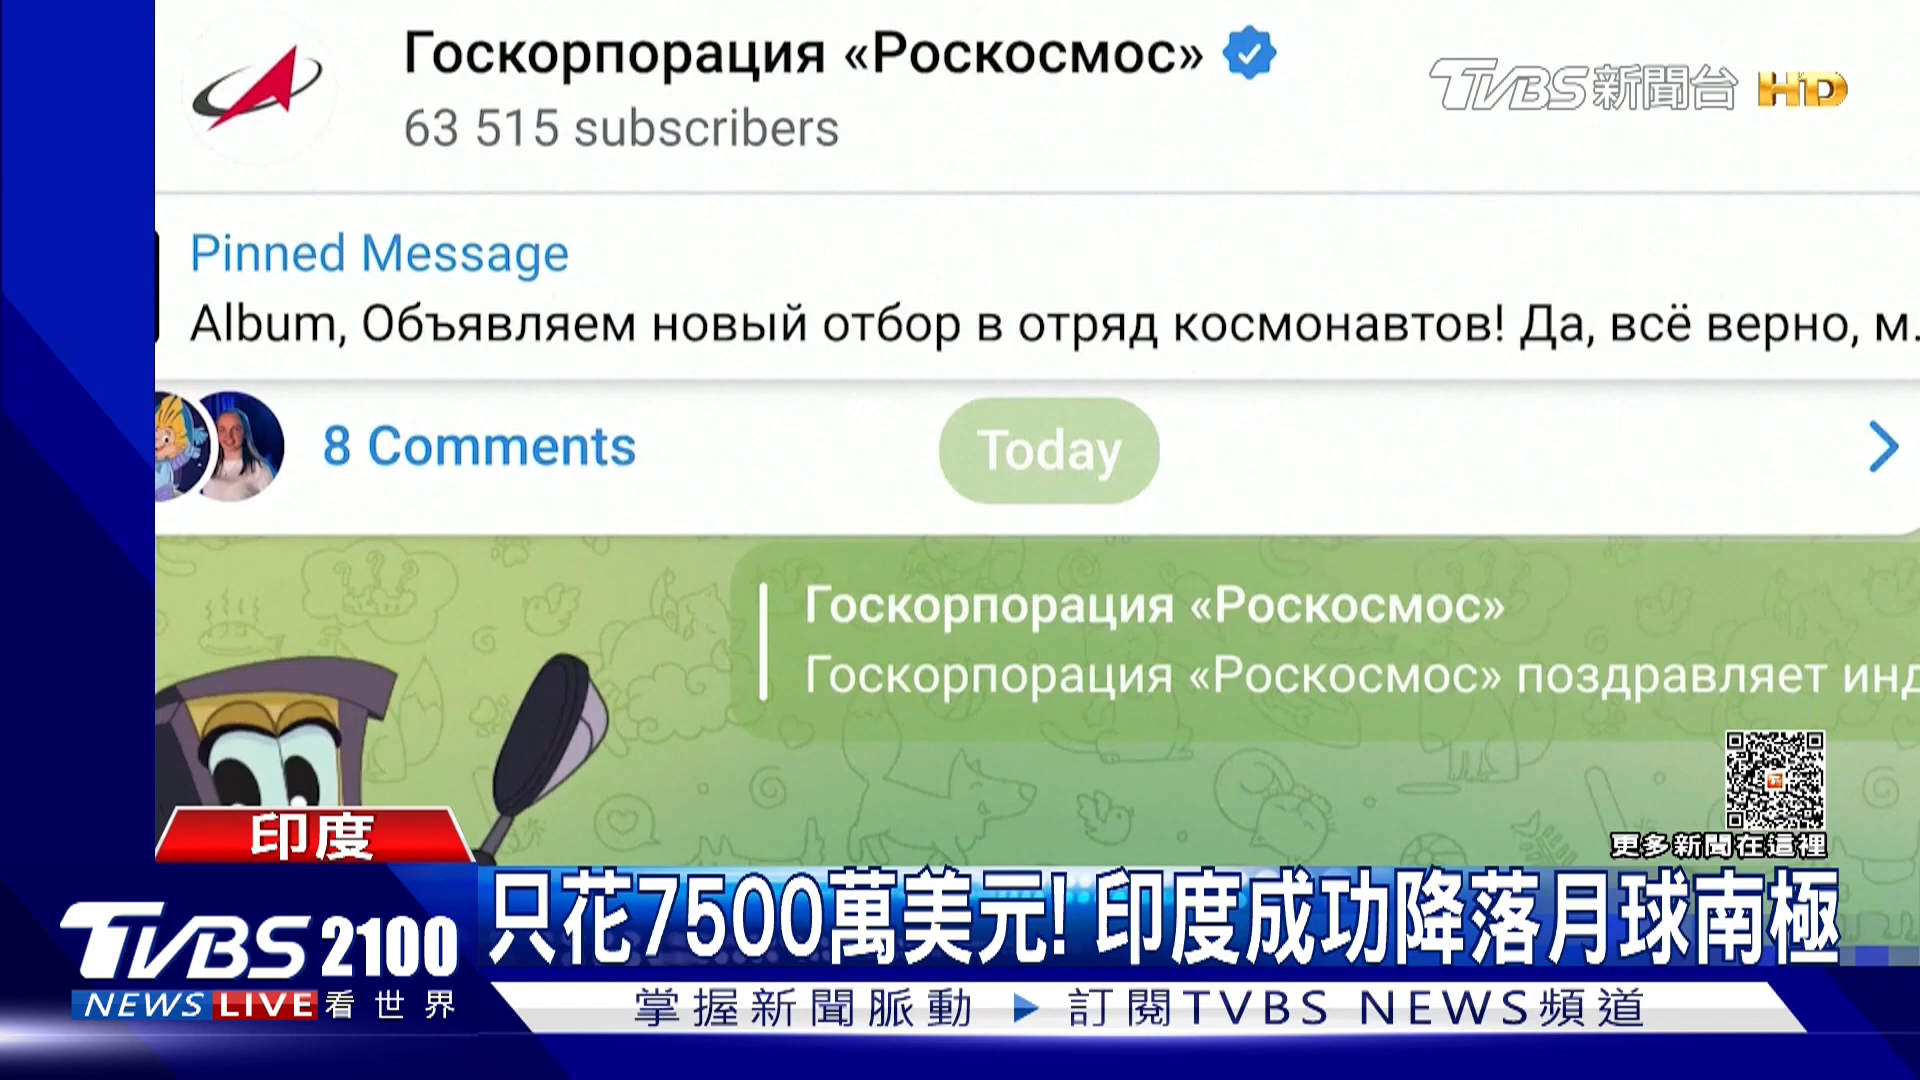 Госкорпорация «Роскосмос»
63 515 subscribers
TVBS新聞台 HD
Pinned Message
Album, Объявляем новый отбор в отряд космонавтов! Да, всё верно, м.
8 Comments
Today
Госкорпорация «Роскосмос»
Госкорпорация «Роскосмос» поздравляет инд
更多新聞在這裡
印度
只花7500萬美元! 印度成功降落月球南極
TVBS 2100
NEWS LIVE 看世界
掌握新聞脈動 ▶ 訂閱TVBS NEWS頻道